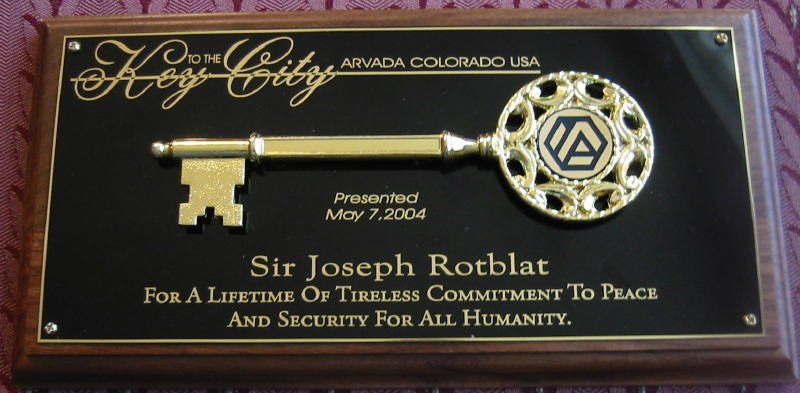 Key TO THE City ARVADA COLORADO USA
Presented
May 7, 2004
Sir Joseph Rotblat
FOR A LIFETIME OF TIRELESS COMMITMENT TO PEACE
AND SECURITY FOR ALL HUMANITY.